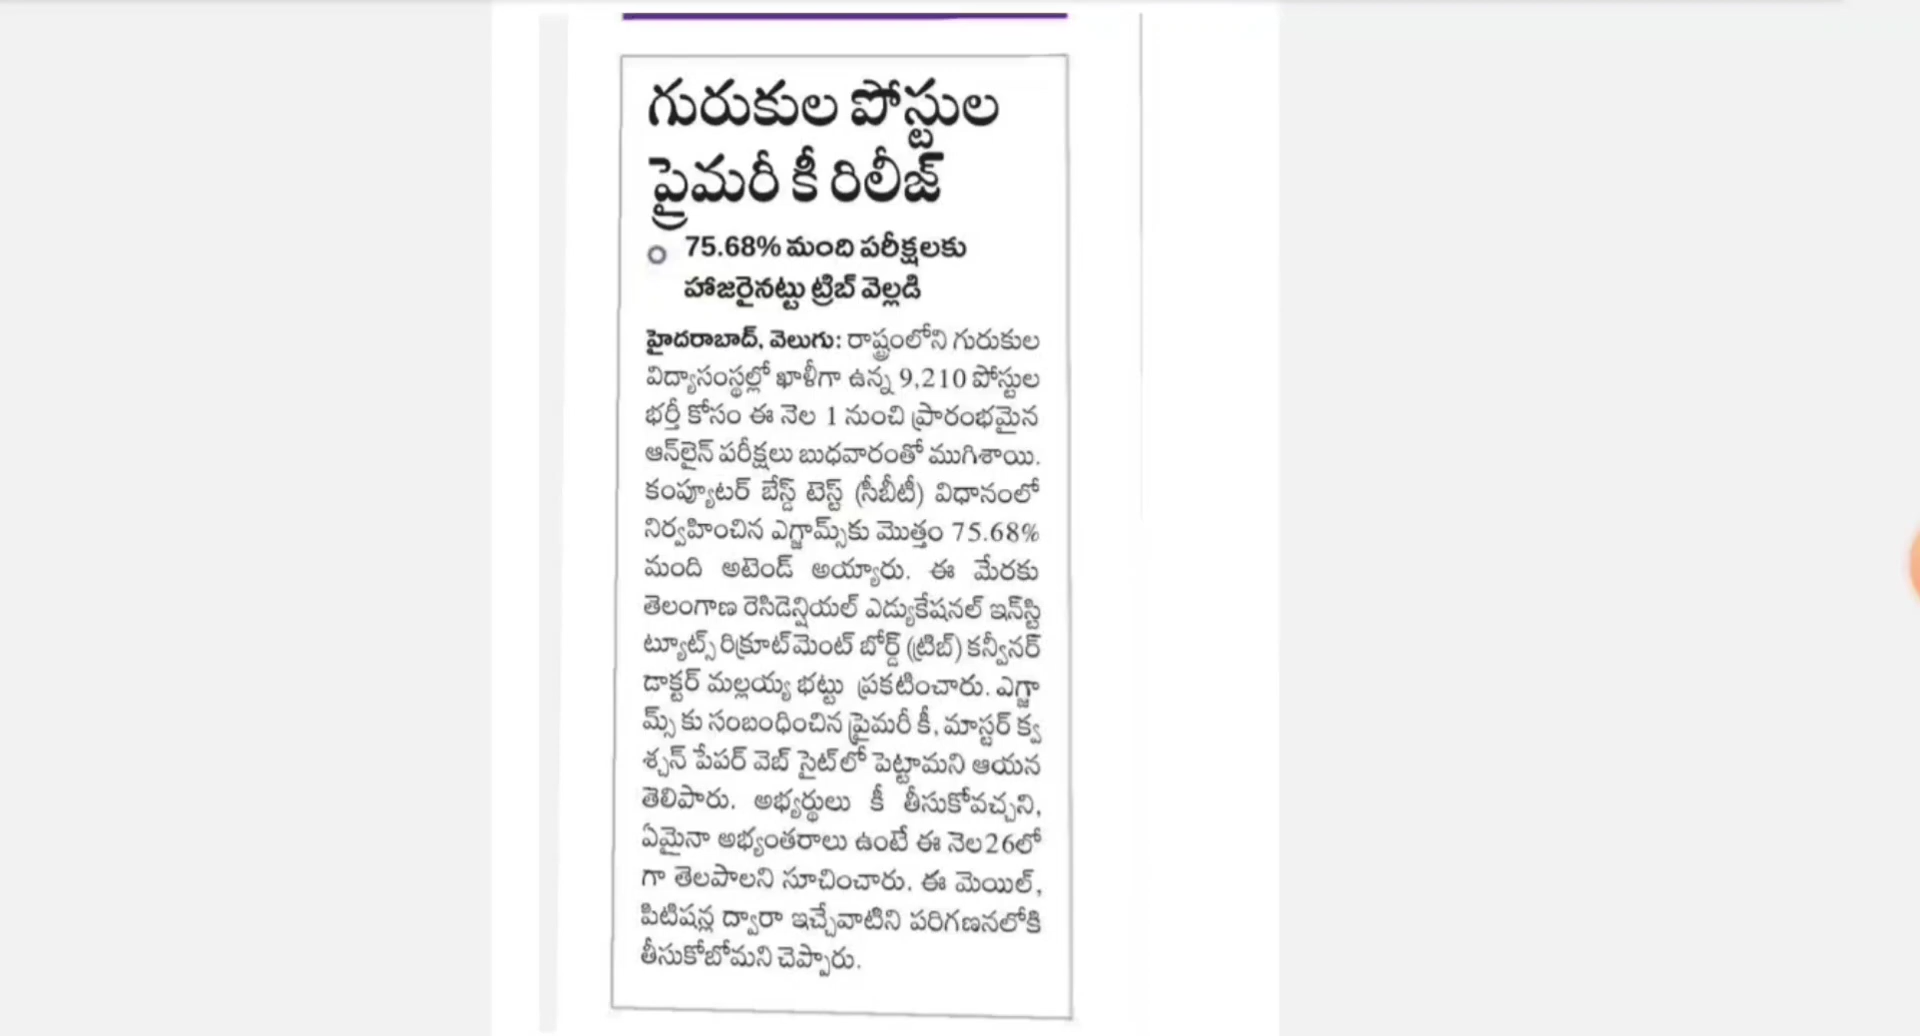 గురుకుల పోస్టుల
ప్రైమరీ కీ రిలీజ్
75.68% మంది పరీక్షలకు
హాజరైనట్టు ట్రిబ్ వెల్లడి
హైదరాబాద్, వెలుగు: రాష్ట్రంలోని గురుకుల
విద్యాసంస్థల్లో ఖాళీగా ఉన్న 9,210 పోస్టుల
భర్తీ కోసం ఈ నెల 1 నుంచి ప్రారంభమైన
ఆన్‌లైన్ పరీక్షలు బుధవారంతో ముగిశాయి.
కంప్యూటర్ బేస్డ్ టెస్ట్ (సీబీటీ) విధానంలో
నిర్వహించిన ఎగ్జామ్స్‌కు మొత్తం 75.68%
మంది అటెండ్ అయ్యారు. ఈ మేరకు
తెలంగాణ రెసిడెన్షియల్ ఎడ్యుకేషనల్ ఇన్‌స్టి
ట్యూట్స్ రిక్రూట్‌మెంట్ బోర్డ్ (ట్రిబ్) కన్వీనర్
డాక్టర్ మల్లయ్య భట్టు ప్రకటించారు. ఎగ్జా
మ్స్ కు సంబంధించిన ప్రైమరీ కీ, మాస్టర్ క్వ
శ్చన్ పేపర్ వెబ్ సైట్‌లో పెట్టామని ఆయన
తెలిపారు. అభ్యర్థులు కీ తీసుకోవచ్చని,
ఏమైనా అభ్యంతరాలు ఉంటే ఈ నెల26లో
గా తెలపాలని సూచించారు. ఈ మెయిల్,
పిటిషన్ల ద్వారా ఇచ్చేవాటిని పరిగణనలోకి
తీసుకోబోమని చెప్పారు.